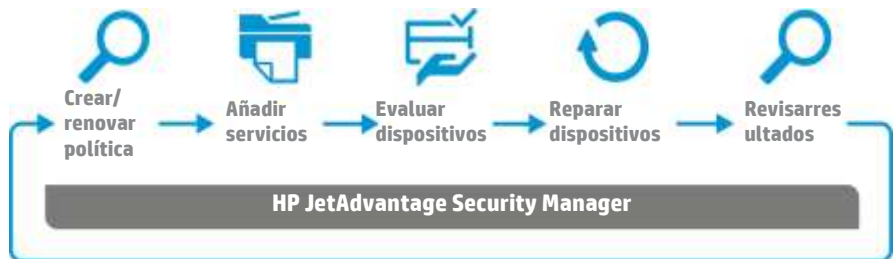 Crear/
renovar
política
Añadir
servicios
Evaluar
dispositivos
Reparar
dispositivos
Revisarres
ultados
HP JetAdvantage Security Manager